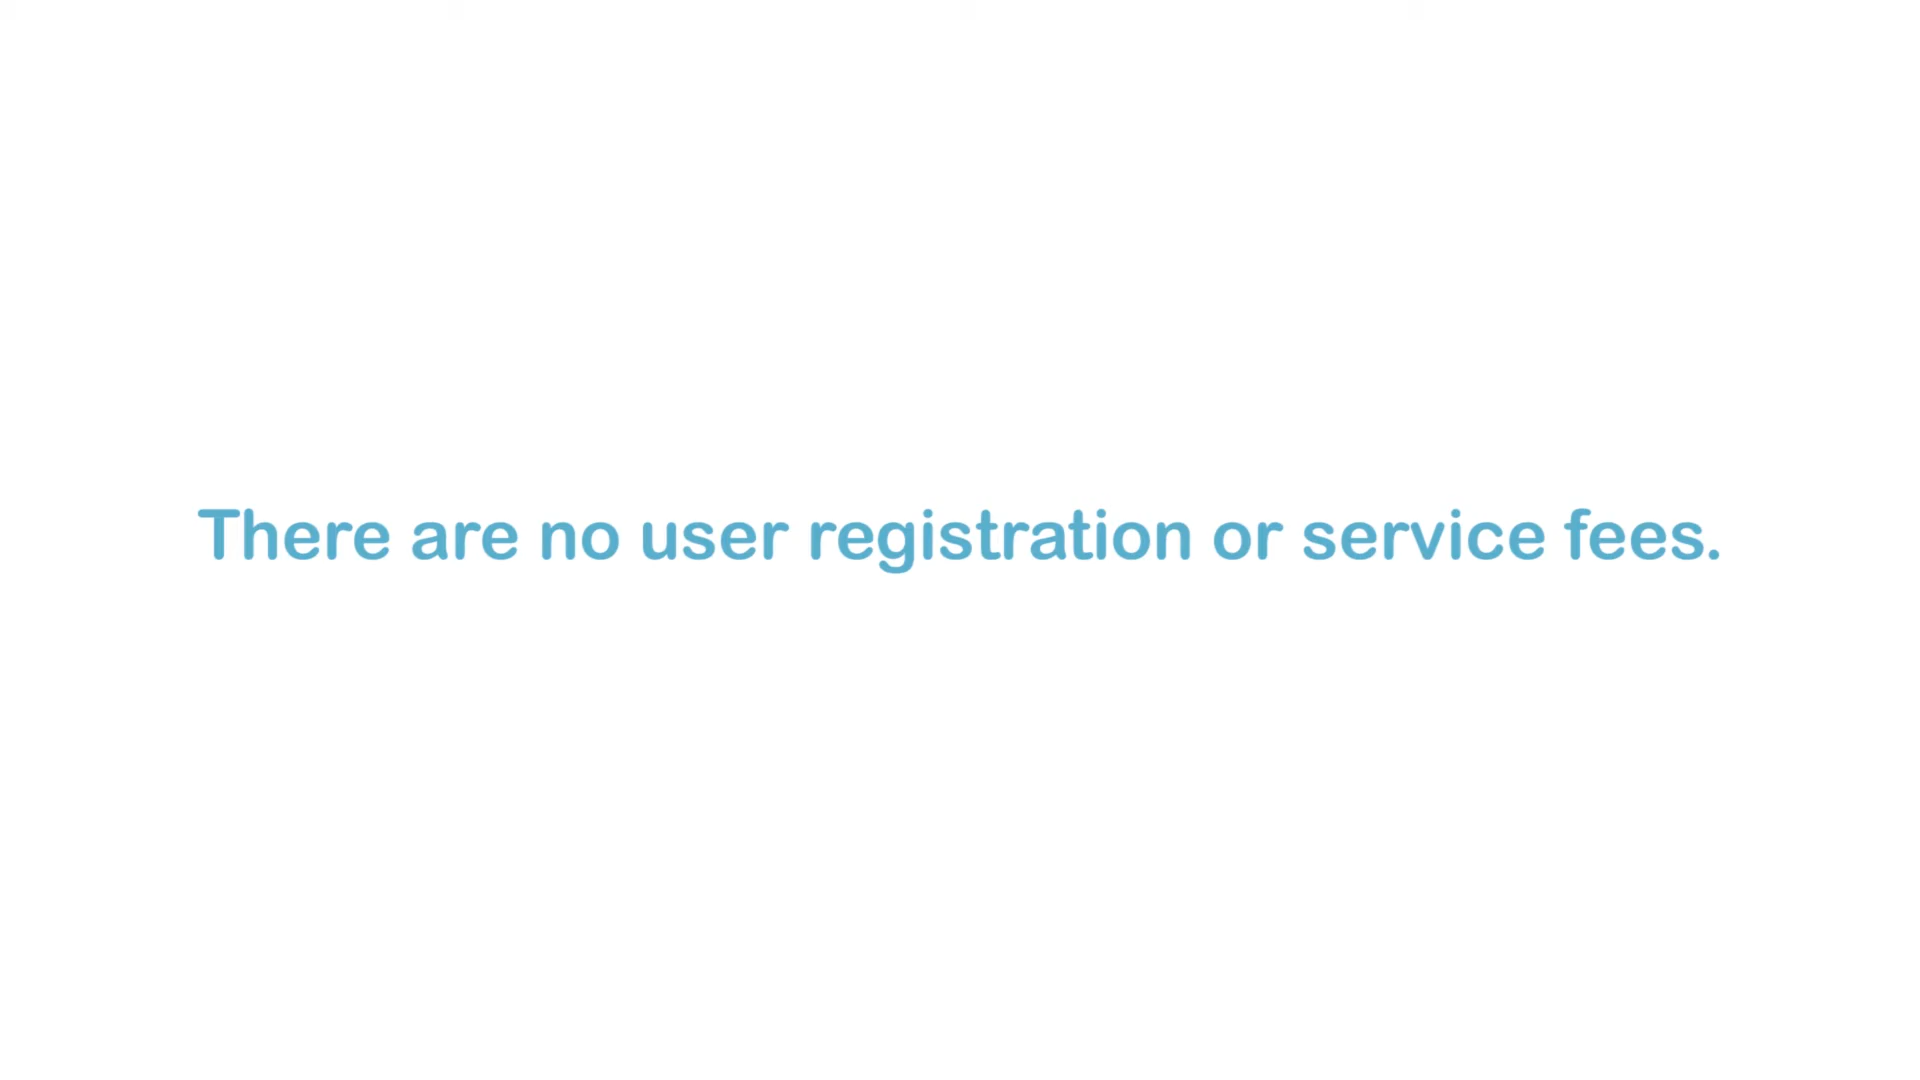 There are no user registration or service fees.